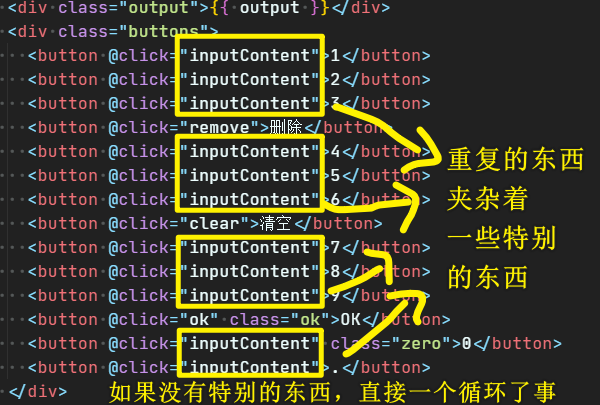 <div class="output">{{ output }}</div>
<div class="buttons">
<button @click="inputContent">1</button>
<button @click="inputContent">2</button>
<button @click="inputContent">3</button>
<button @click="remove">删除</button>
<button @click="inputContent">4</button>
<button @click="inputContent">5</button>
<button @click="inputContent">6</button>
<button @click="clear">清空</button>
<button @click="inputContent">7</button>
<button @click="inputContent">8</button>
<button @click="inputContent">9</button>
<button @click="ok" class="ok">OK</button>
<button @click="inputContent" class="zero">0</button>
<button @click="inputContent">.</button>
</div>
重复的东西
夹杂着
一些特别
的东西
如果没有特别的东西，直接一个循环了事